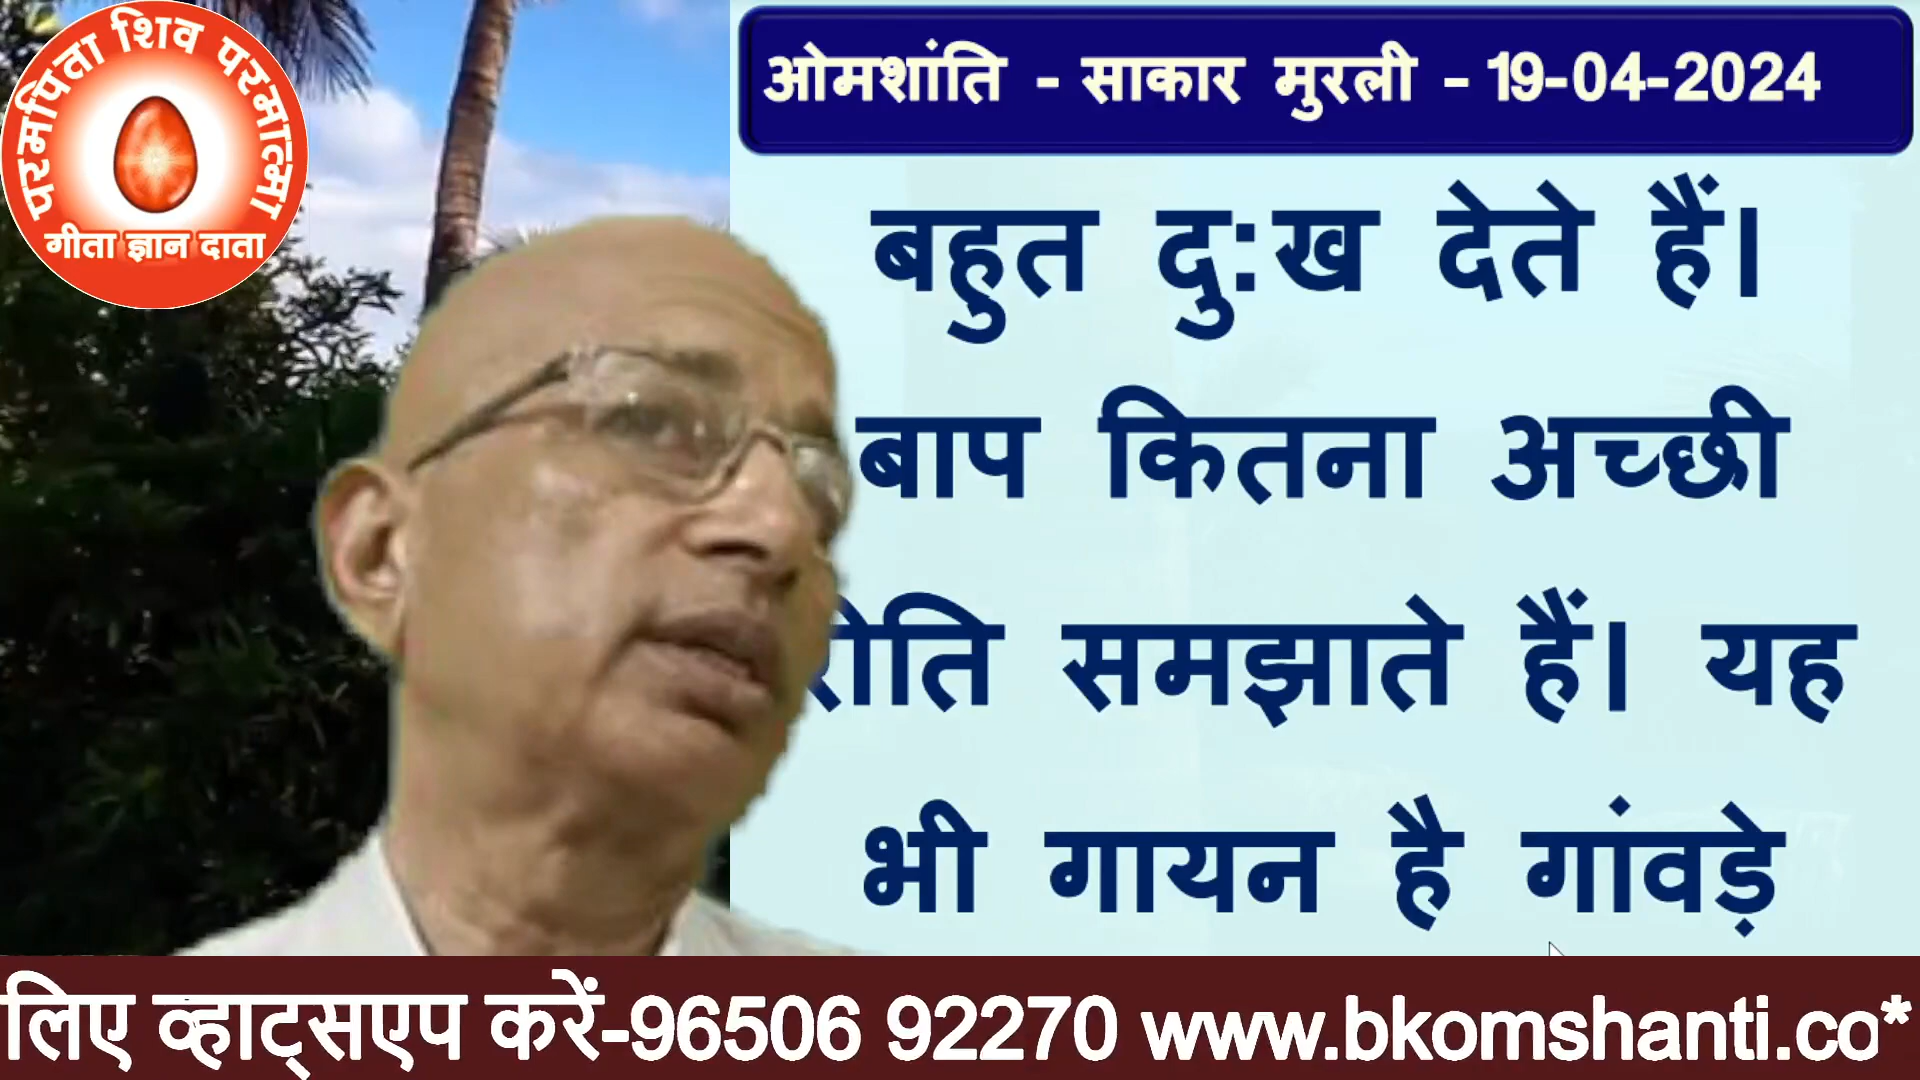 परमपिता शिव परमात्मा
गीता ज्ञान दाता
ओमशांति - साकार मुरली - 19-04-2024
बहुत दु:ख देते हैं।
बाप कितना अच्छी
रीति समझाते हैं। यह
भी गायन है गांवड़े
लिए व्हाट्सएप करें-96506 92270 www.bkomshanti.co*